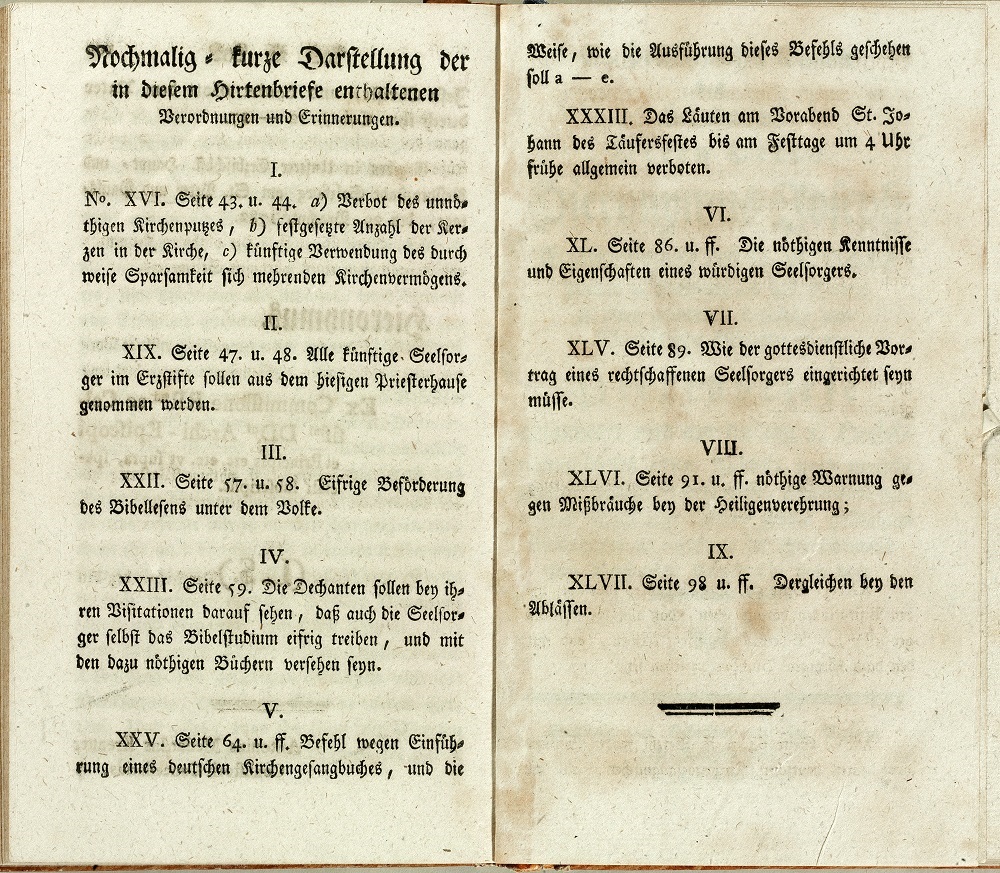 Nochmalig-kurze Darstellung der
in diesem Hirtenbriefe enthaltenen
Verordnungen und Erinnerungen.
I.
No. XVI. Seite 43. u. 44. a) Verbot des unnö-
thigen Kirchenputzes, b) festgesetzte Anzahl der Ker-
zen in der Kirche, c) künftige Verwendung des durch
weise Sparsamkeit sich mehrenden Kirchenvermögens.
II.
XIX. Seite 47. u. 48. Alle künftige Seelsor-
ger im Erzstifte sollen aus dem hiesigen Priesterhause
genommen werden.
III.
XXII. Seite 57. u. 58. Eifrige Beförderung
des Bibellesens unter dem Volke.
IV.
XXIII. Seite 59. Die Dechanten sollen bey ih-
ren Visitationen darauf sehen, daß auch die Seelsor-
ger selbst das Bibelstudium eifrig treiben, und mit
den dazu nöthigen Büchern versehen seyn.
V.
XXV. Seite 64. u. ff. Befehl wegen Einfüh-
rung eines deutschen Kirchengesangbuches, und die
Weise, wie die Ausführung dieses Befehls geschehen
soll a — e.
XXXIII. Das Läuten am Vorabend St. Jo-
hann des Täufersfestes bis am Festtage um 4 Uhr
frühe allgemein verboten.
VI.
XL. Seite 86. u. ff. Die nöthigen Kenntnisse
und Eigenschaften eines würdigen Seelsorgers.
VII.
XLV. Seite 89. Wie der gottesdienstliche Vor-
trag eines rechtschaffenen Seelsorgers eingerichtet seyn
müsse.
VIII.
XLVI. Seite 91. u. ff. nöthige Warnung ge-
gen Mißbräuche bey der Heiligenverehrung;
IX.
XLVII. Seite 98 u. ff. Dergleichen bey den
Ablässen.